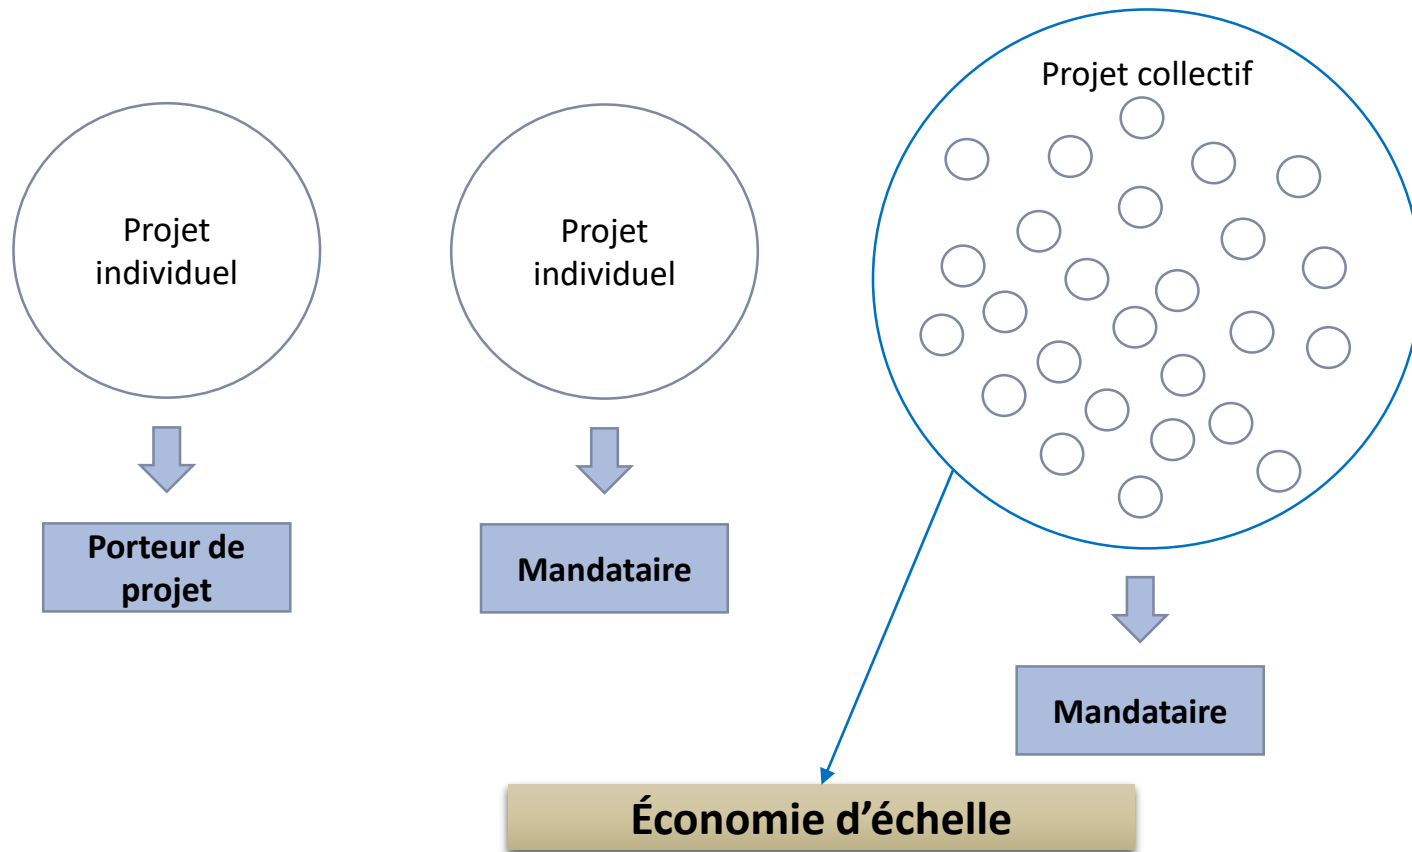 Projet
individuel
Porteur de
projet
Projet
individuel
Mandataire
Projet collectif
Mandataire
Économie d’échelle